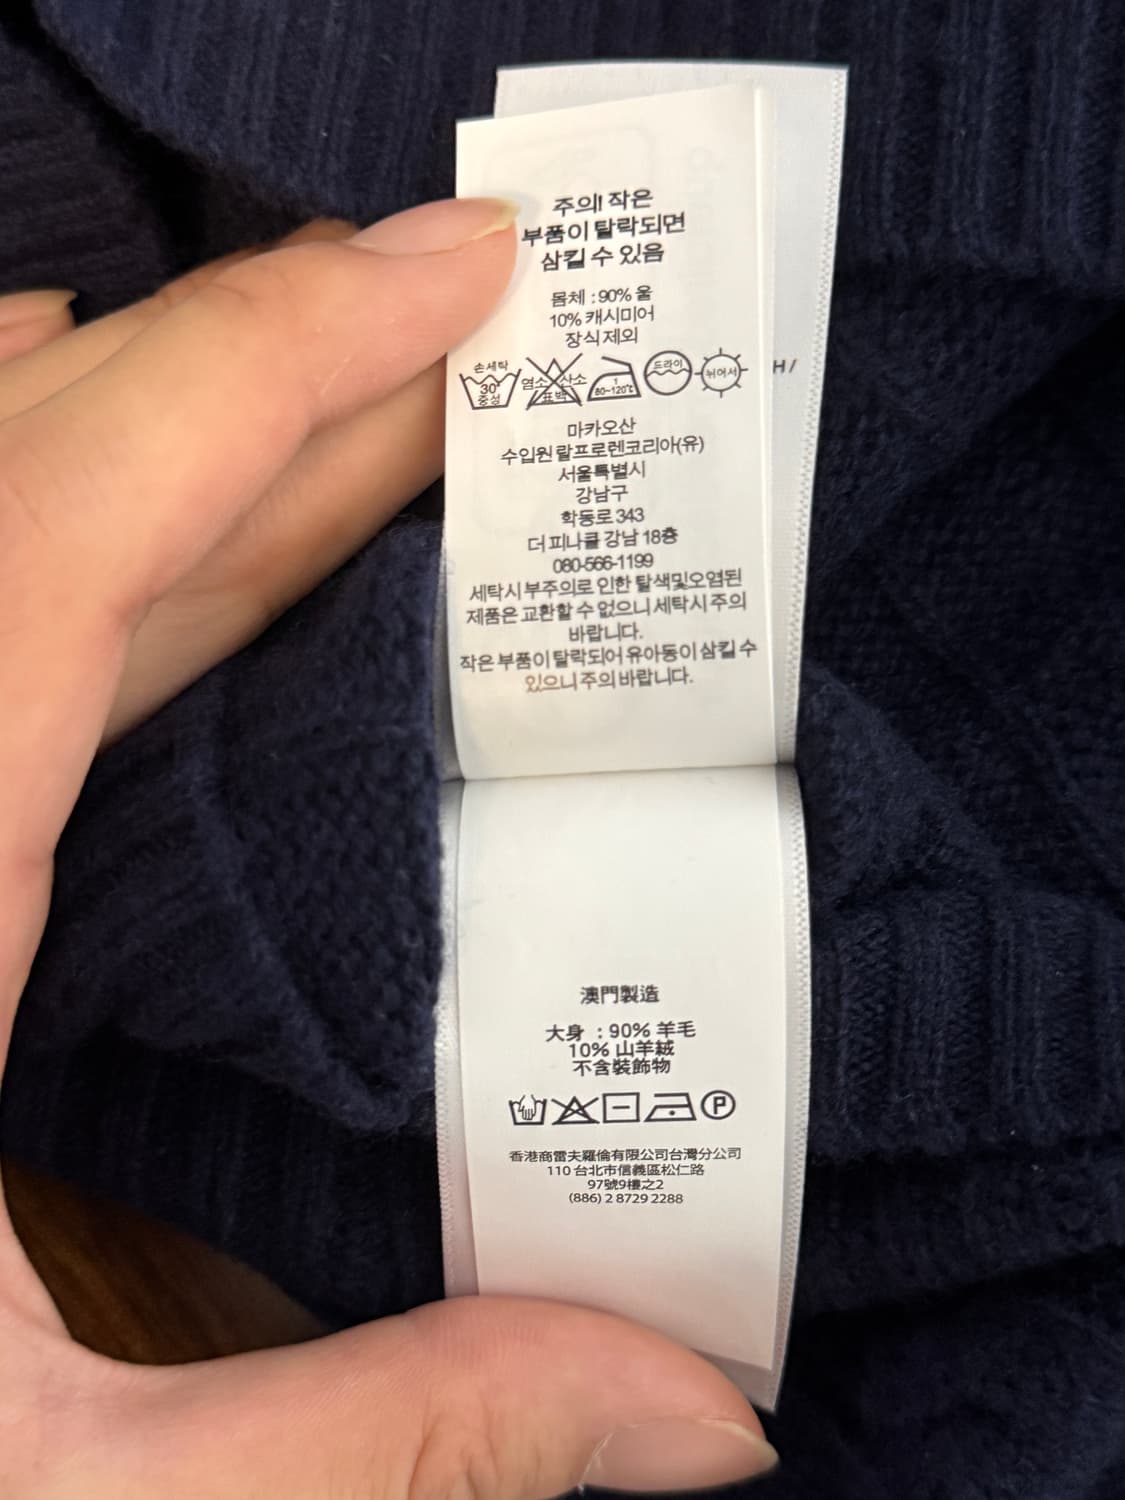 주의! 작은
부품이 탈락되면
삼킬 수 있음
몸체 : 90% 울
10% 캐시미어
장식 제외
손세탁
30°
중성
염소 산소
표백
1
80~120℃
드라이
뉘어서
H /
마카오산
수입원 랄프로렌코리아(유)
서울특별시
강남구
학동로 343
더 피나클 강남 18층
080-566-1199
세탁시 부주의로 인한 탈색및오염된
제품은 교환할 수 없으니 세탁시 주의
바랍니다.
작은 부품이 탈락되어 유아동이 삼킬 수
있으니 주의 바랍니다.
澳門製造
大身 : 90% 羊毛
10% 山羊絨
不含裝飾物
P
香港商雷夫羅倫有限公司台灣分公司
110 台北市信義區松仁路
97號9樓之2
(886) 2 8729 2288